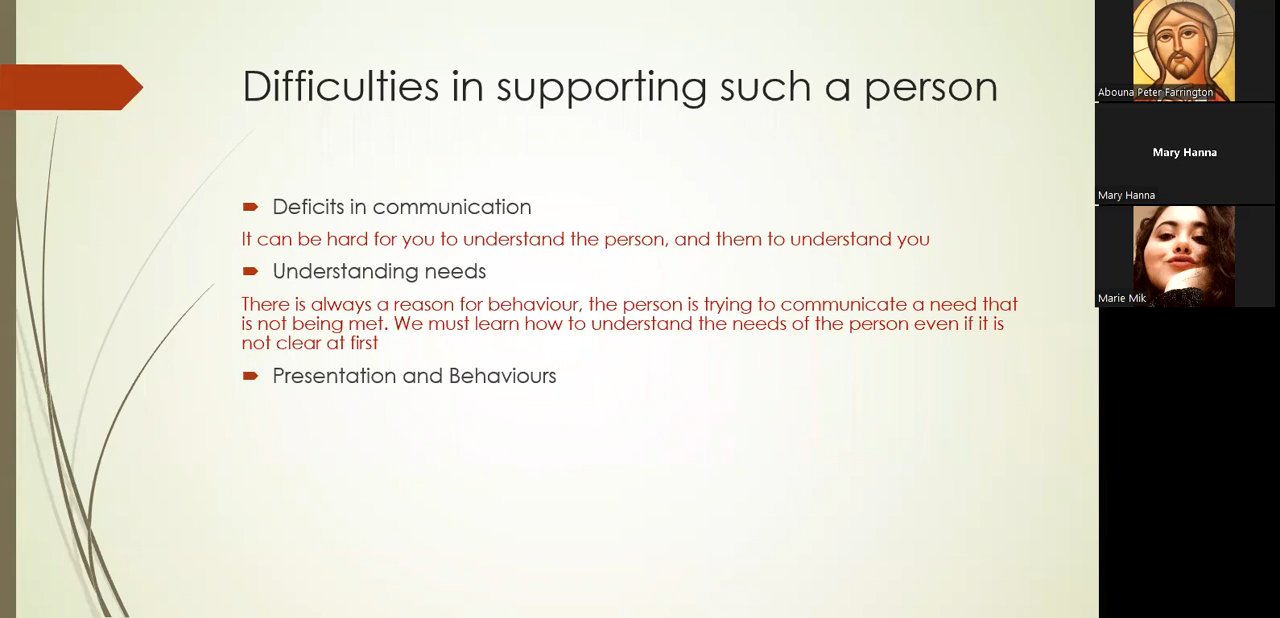 Difficulties in supporting such a person
Deficits in communication
It can be hard for you to understand the person, and them to understand you
Understanding needs
There is always a reason for behaviour, the person is trying to communicate a need that
is not being met. We must learn how to understand the needs of the person even if it is
not clear at first
Presentation and Behaviours
Abouna Peter Farrington
Mary Hanna
Mary Hanna
Marie Mik